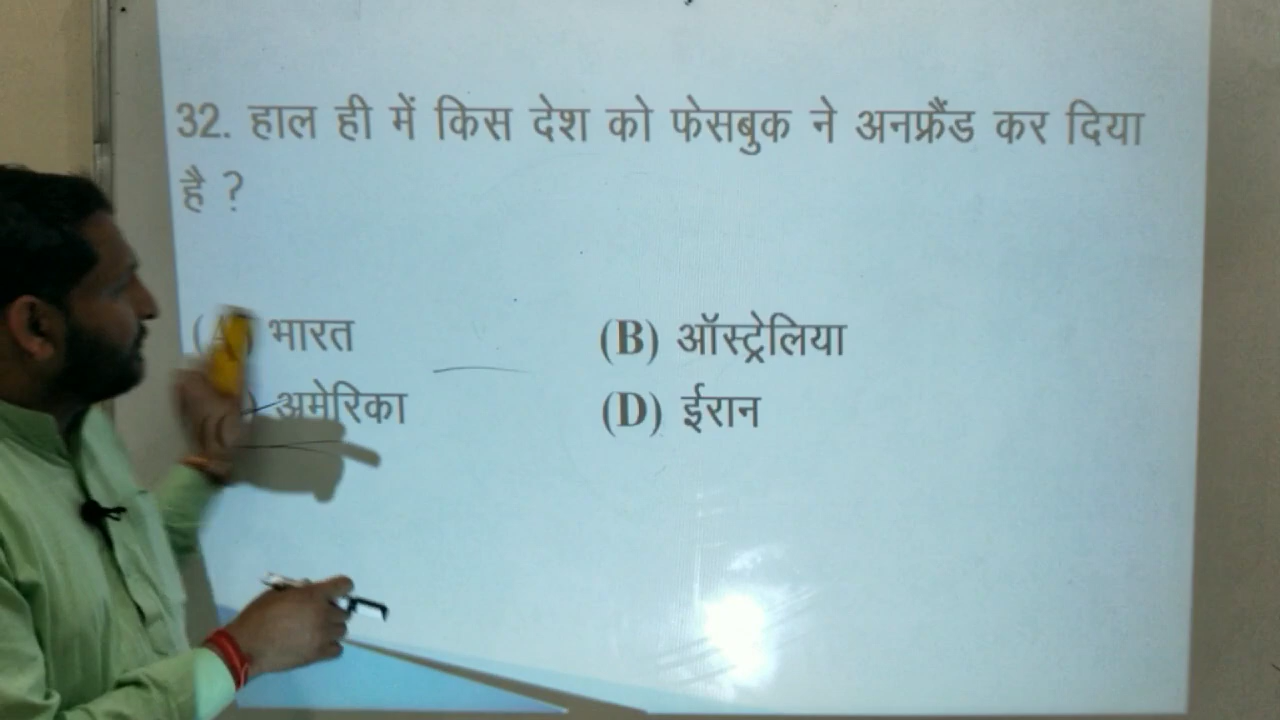 32. हाल ही में किस देश को फेसबुक ने अनफ्रैंड कर दिया
है ?
(A) भारत (B) ऑस्ट्रेलिया
) अमेरिका (D) ईरान